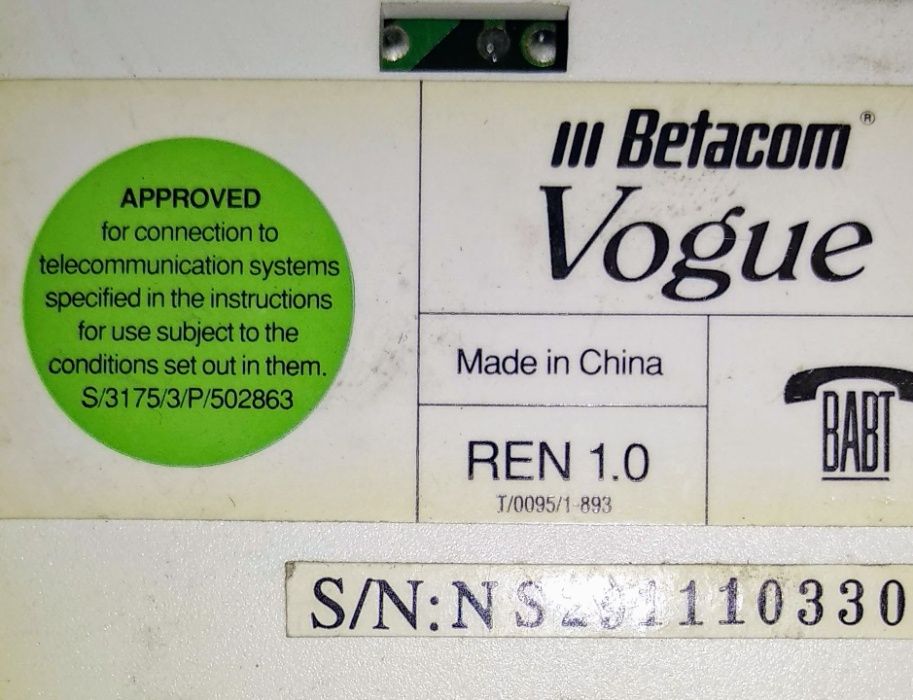 APPROVED
for connection to
telecommunication systems
specified in the instructions
for use subject to the
conditions set out in them.
S/3175/3/P/502863
Betacom ®
Vogue
Made in China
REN 1.0
T/0095/1-893
BABT
S/N: